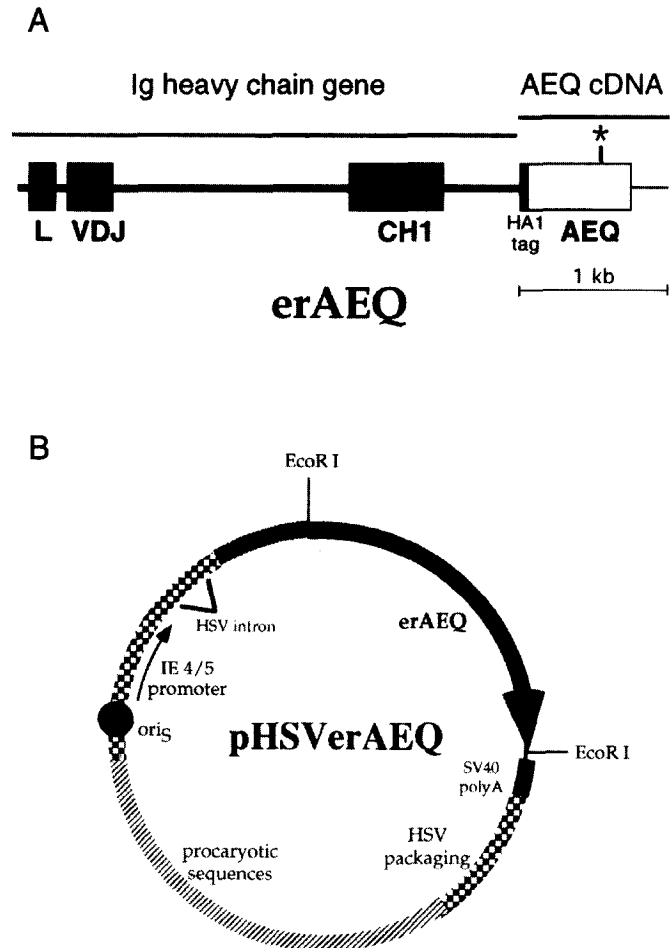 A
Ig heavy chain gene
AEQ cDNA
*
L
VDJ
CH1
HA1
tag
AEQ
1 kb
erAEQ
B
EcoR I
HSV intron
erAEQ
IE 4/5
promoter
oriS
pHSVerAEQ
EcoR I
SV40
polyA
HSV
packaging
procaryotic
sequences